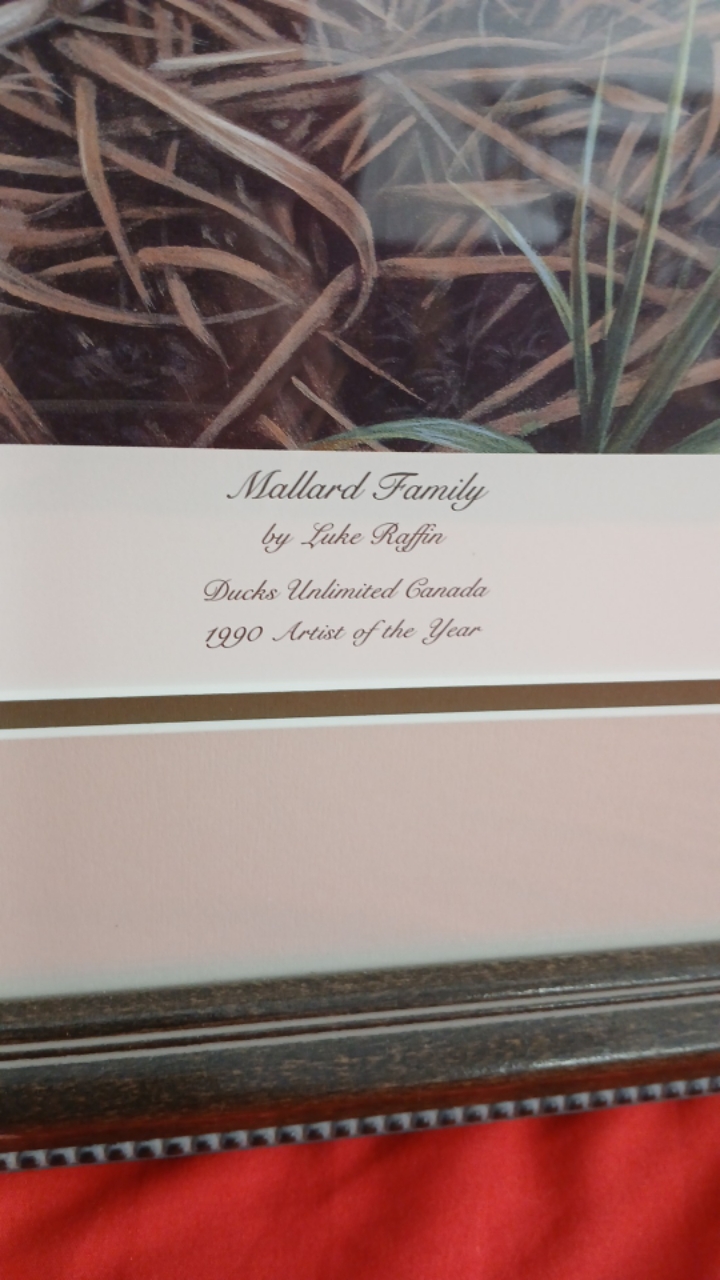 Mallard Family
by Luke Raffin
Ducks Unlimited Canada
1990 Artist of the Year